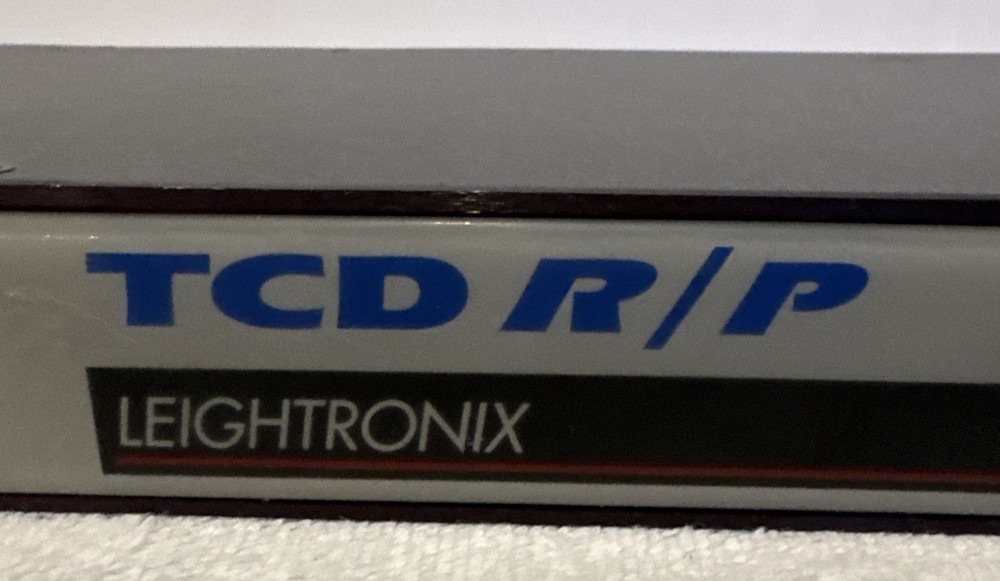 TCD R/P
LEIGHTRONIX